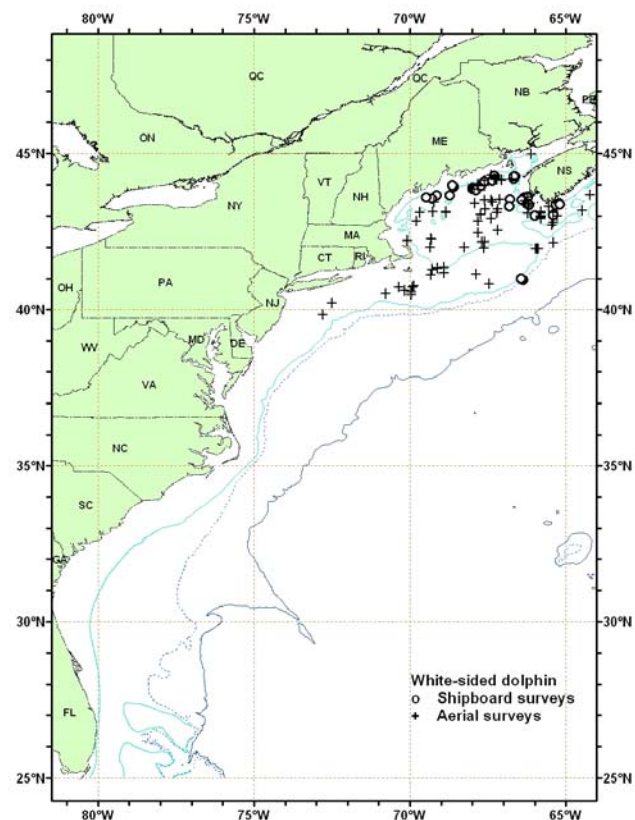 80°W 75°W 70°W 65°W
QC
QC
NB
PE
ON
ME
45°N 45°N
NS
VT
NH
NY
MA
CT RI
PA
OH
NJ
40°N 40°N
MD
DE
WV
VA
NC
35°N 35°N
SC
GA
30°N 30°N
White-sided dolphin
Shipboard surveys
FL
Aerial surveys
25°N 25°N
80°W 75°W 70°W 65°W